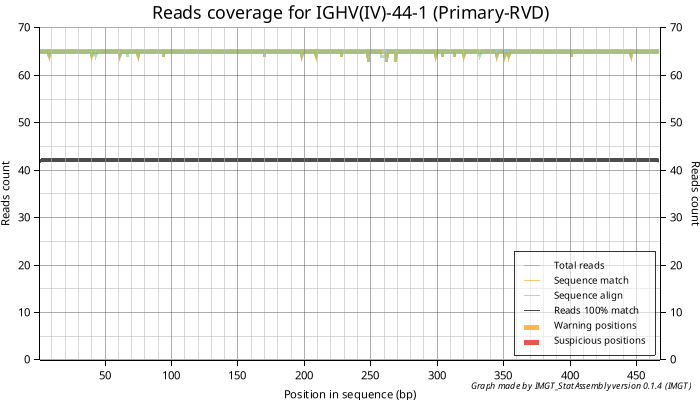 Reads coverage for IGHV(IV)-44-1 (Primary-RVD)
70 70
60 60
50 50
40 40
30 30
20 20
10 10
0 0
Reads count
Reads count
Total reads
Sequence match
Sequence align
Reads 100% match
Warning positions
Suspicious positions
50 100 150 200 250 300 350 400 450
Position in sequence (bp)
Graph made by IMGT_StatAssembly version 0.1.4 (IMGT)